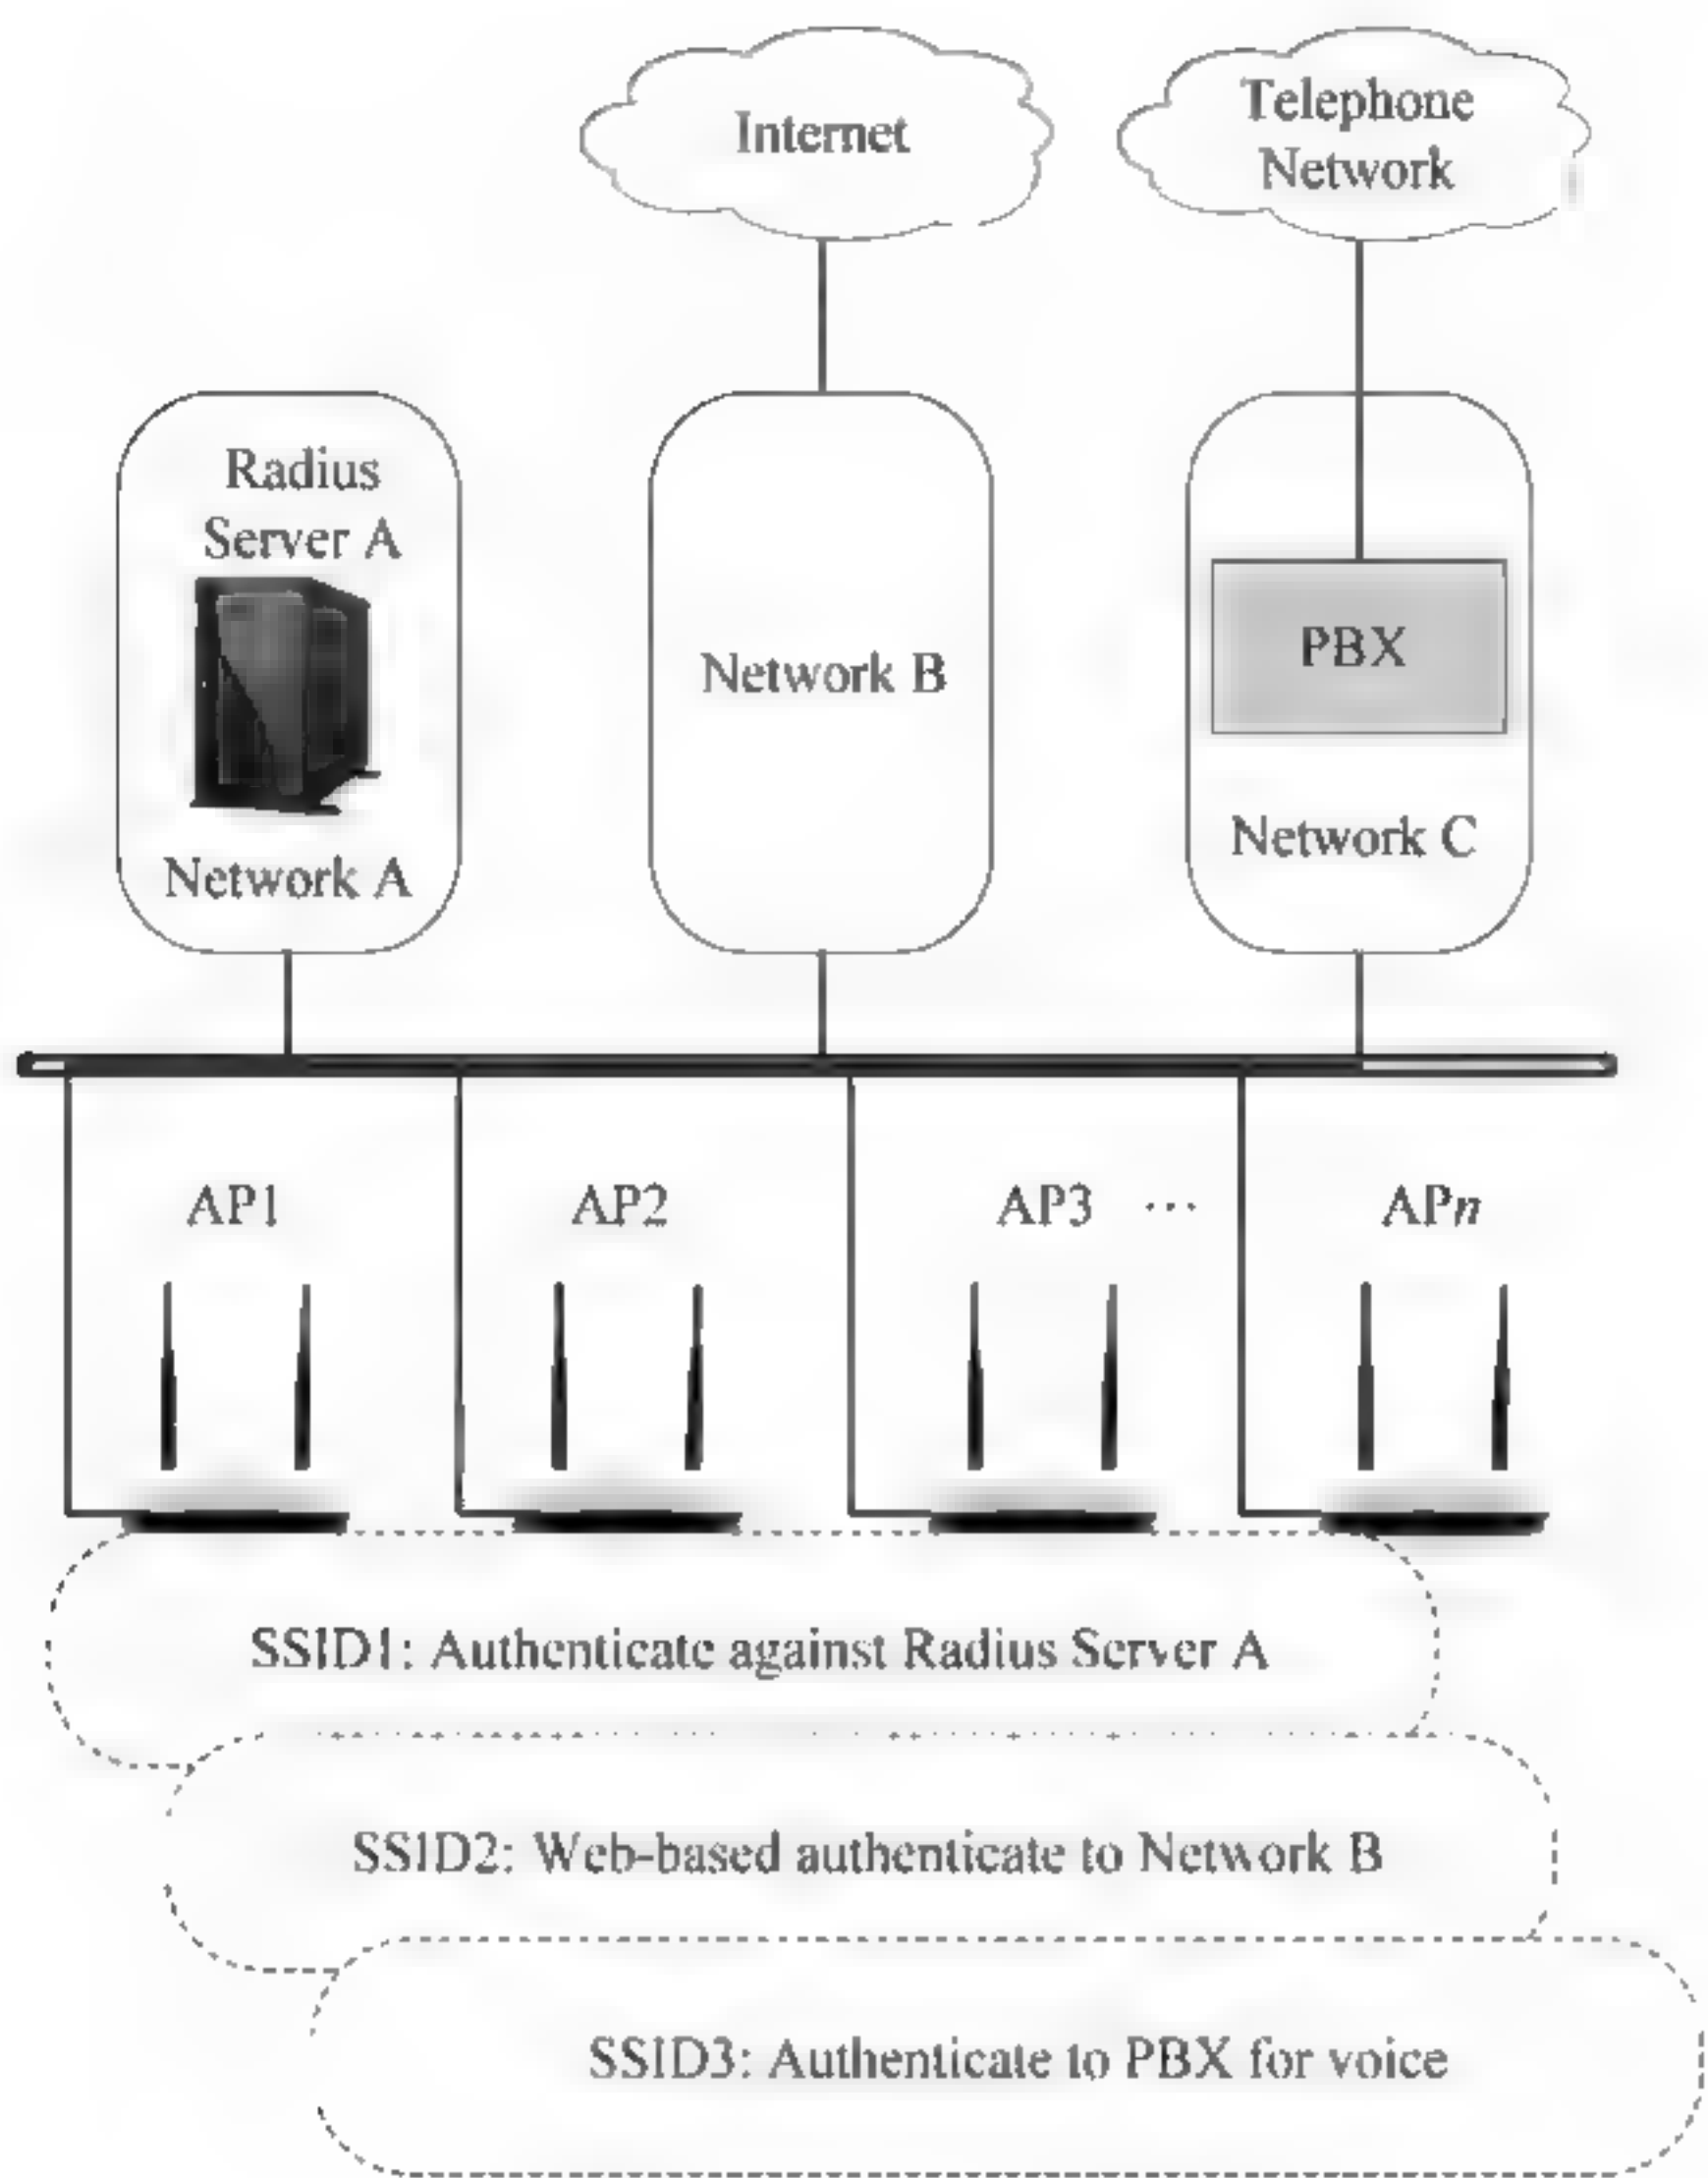 Internet
Telephone
Network
Radius
Server A
Network A
Network B
PBX
Network C
AP1
AP2
AP3 ...
APn
SSID1: Authenticate against Radius Server A
SSID2: Web-based authenticate to Network B
SSID3: Authenticate to PBX for voice